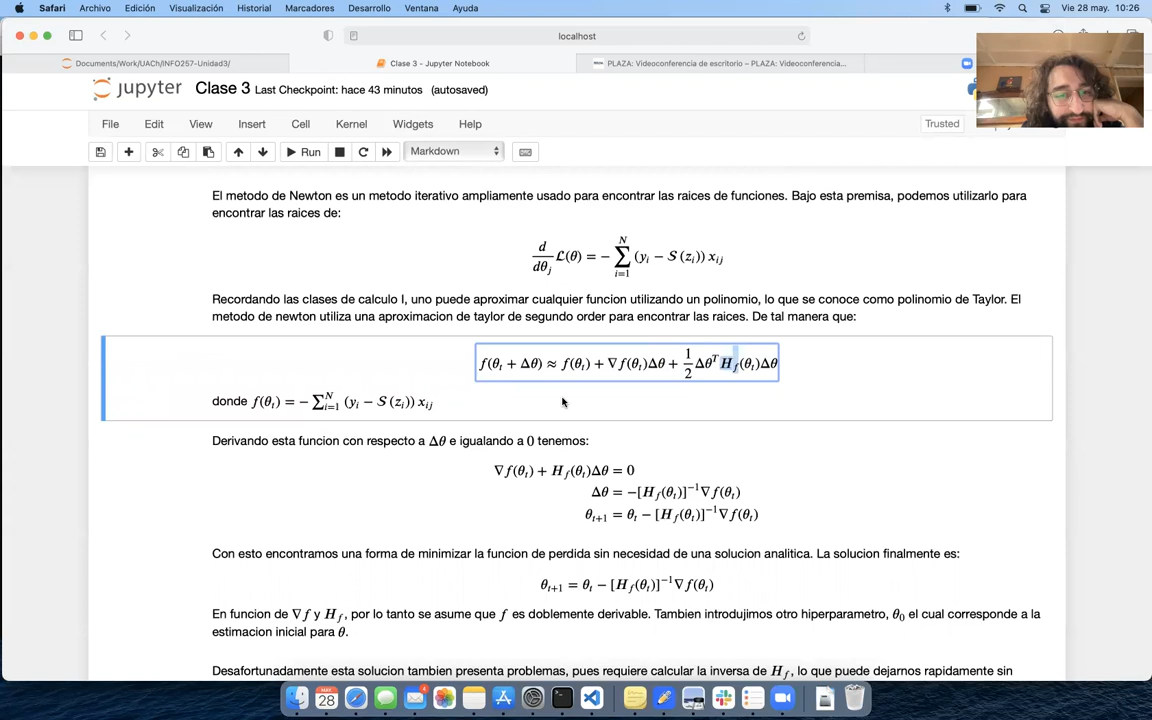 Safari Archivo Edición Visualización Historial Marcadores Desarrollo Ventana Ayuda Vie 28 may. 10:26
localhost
Documents/Work/UACh/INFO257-Unidad3/ Clase 3 - Jupyter Notebook PLAZA: Videoconferencia de escritorio – PLAZA: Videoconferencia...
jupyter Clase 3 Last Checkpoint: hace 43 minutos (autosaved)
File Edit View Insert Cell Kernel Widgets Help Trusted
Run Markdown
El metodo de Newton es un metodo iterativo ampliamente usado para encontrar las raices de funciones. Bajo esta premisa, podemos utilizarlo para
encontrar las raices de:
d/dθ_j ℒ(θ) = − ∑_{i=1}^{N} (y_i − S (z_i)) x_{ij}
Recordando las clases de calculo I, uno puede aproximar cualquier funcion utilizando un polinomio, lo que se conoce como polinomio de Taylor. El
metodo de newton utiliza una aproximacion de taylor de segundo order para encontrar las raices. De tal manera que:
f(θ_t + Δθ) ≈ f(θ_t) + ∇f(θ_t)Δθ + 1/2 Δθ^T H_f(θ_t)Δθ
donde f(θ_t) = − ∑_{i=1}^{N} (y_i − S (z_i)) x_{ij}
Derivando esta funcion con respecto a Δθ e igualando a 0 tenemos:
∇f(θ_t) + H_f(θ_t)Δθ = 0
Δθ = −[H_f(θ_t)]^{−1}∇f(θ_t)
θ_{t+1} = θ_t − [H_f(θ_t)]^{−1}∇f(θ_t)
Con esto encontramos una forma de minimizar la funcion de perdida sin necesidad de una solucion analitica. La solucion finalmente es:
θ_{t+1} = θ_t − [H_f(θ_t)]^{−1}∇f(θ_t)
En funcion de ∇f y H_f, por lo tanto se asume que f es doblemente derivable. Tambien introdujimos otro hiperparametro, θ_0 el cual corresponde a la
estimacion inicial para θ.
Desafortunadamente esta solucion tambien presenta problemas, pues requiere calcular la inversa de H_f, lo que puede dejarnos rapidamente sin
MAY.
28
4